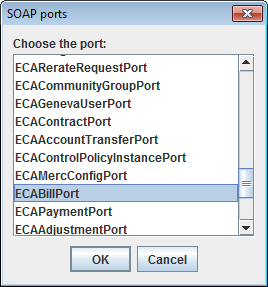 SOAP ports
Choose the port:
ECARerateRequestPort
ECACommunityGroupPort
ECAGenevaUserPort
ECAContractPort
ECAAccountTransferPort
ECAControlPolicyInstancePort
ECAMercConfigPort
ECABillPort
ECAPaymentPort
ECAAdjustmentPort
OK
Cancel